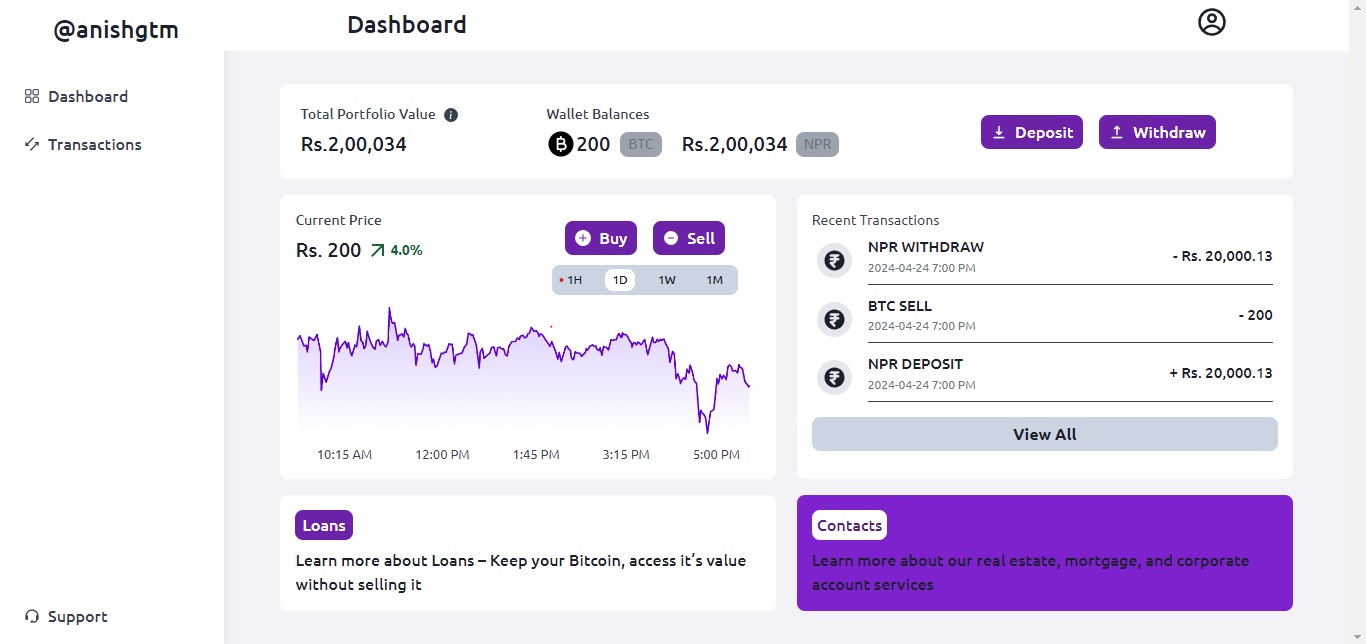 @anishgtm
Dashboard
Dashboard
Transactions
Support
Total Portfolio Value
Rs.2,00,034
Wallet Balances
200 BTC Rs.2,00,034 NPR
Deposit
Withdraw
Current Price
Rs. 200 4.0%
Buy
Sell
1H 1D 1W 1M
10:15 AM 12:00 PM 1:45 PM 3:15 PM 5:00 PM
Recent Transactions
NPR WITHDRAW
2024-04-24 7:00 PM
- Rs. 20,000.13
BTC SELL
2024-04-24 7:00 PM
- 200
NPR DEPOSIT
2024-04-24 7:00 PM
+ Rs. 20,000.13
View All
Loans
Learn more about Loans – Keep your Bitcoin, access it’s value
without selling it
Contacts
Learn more about our real estate, mortgage, and corporate
account services